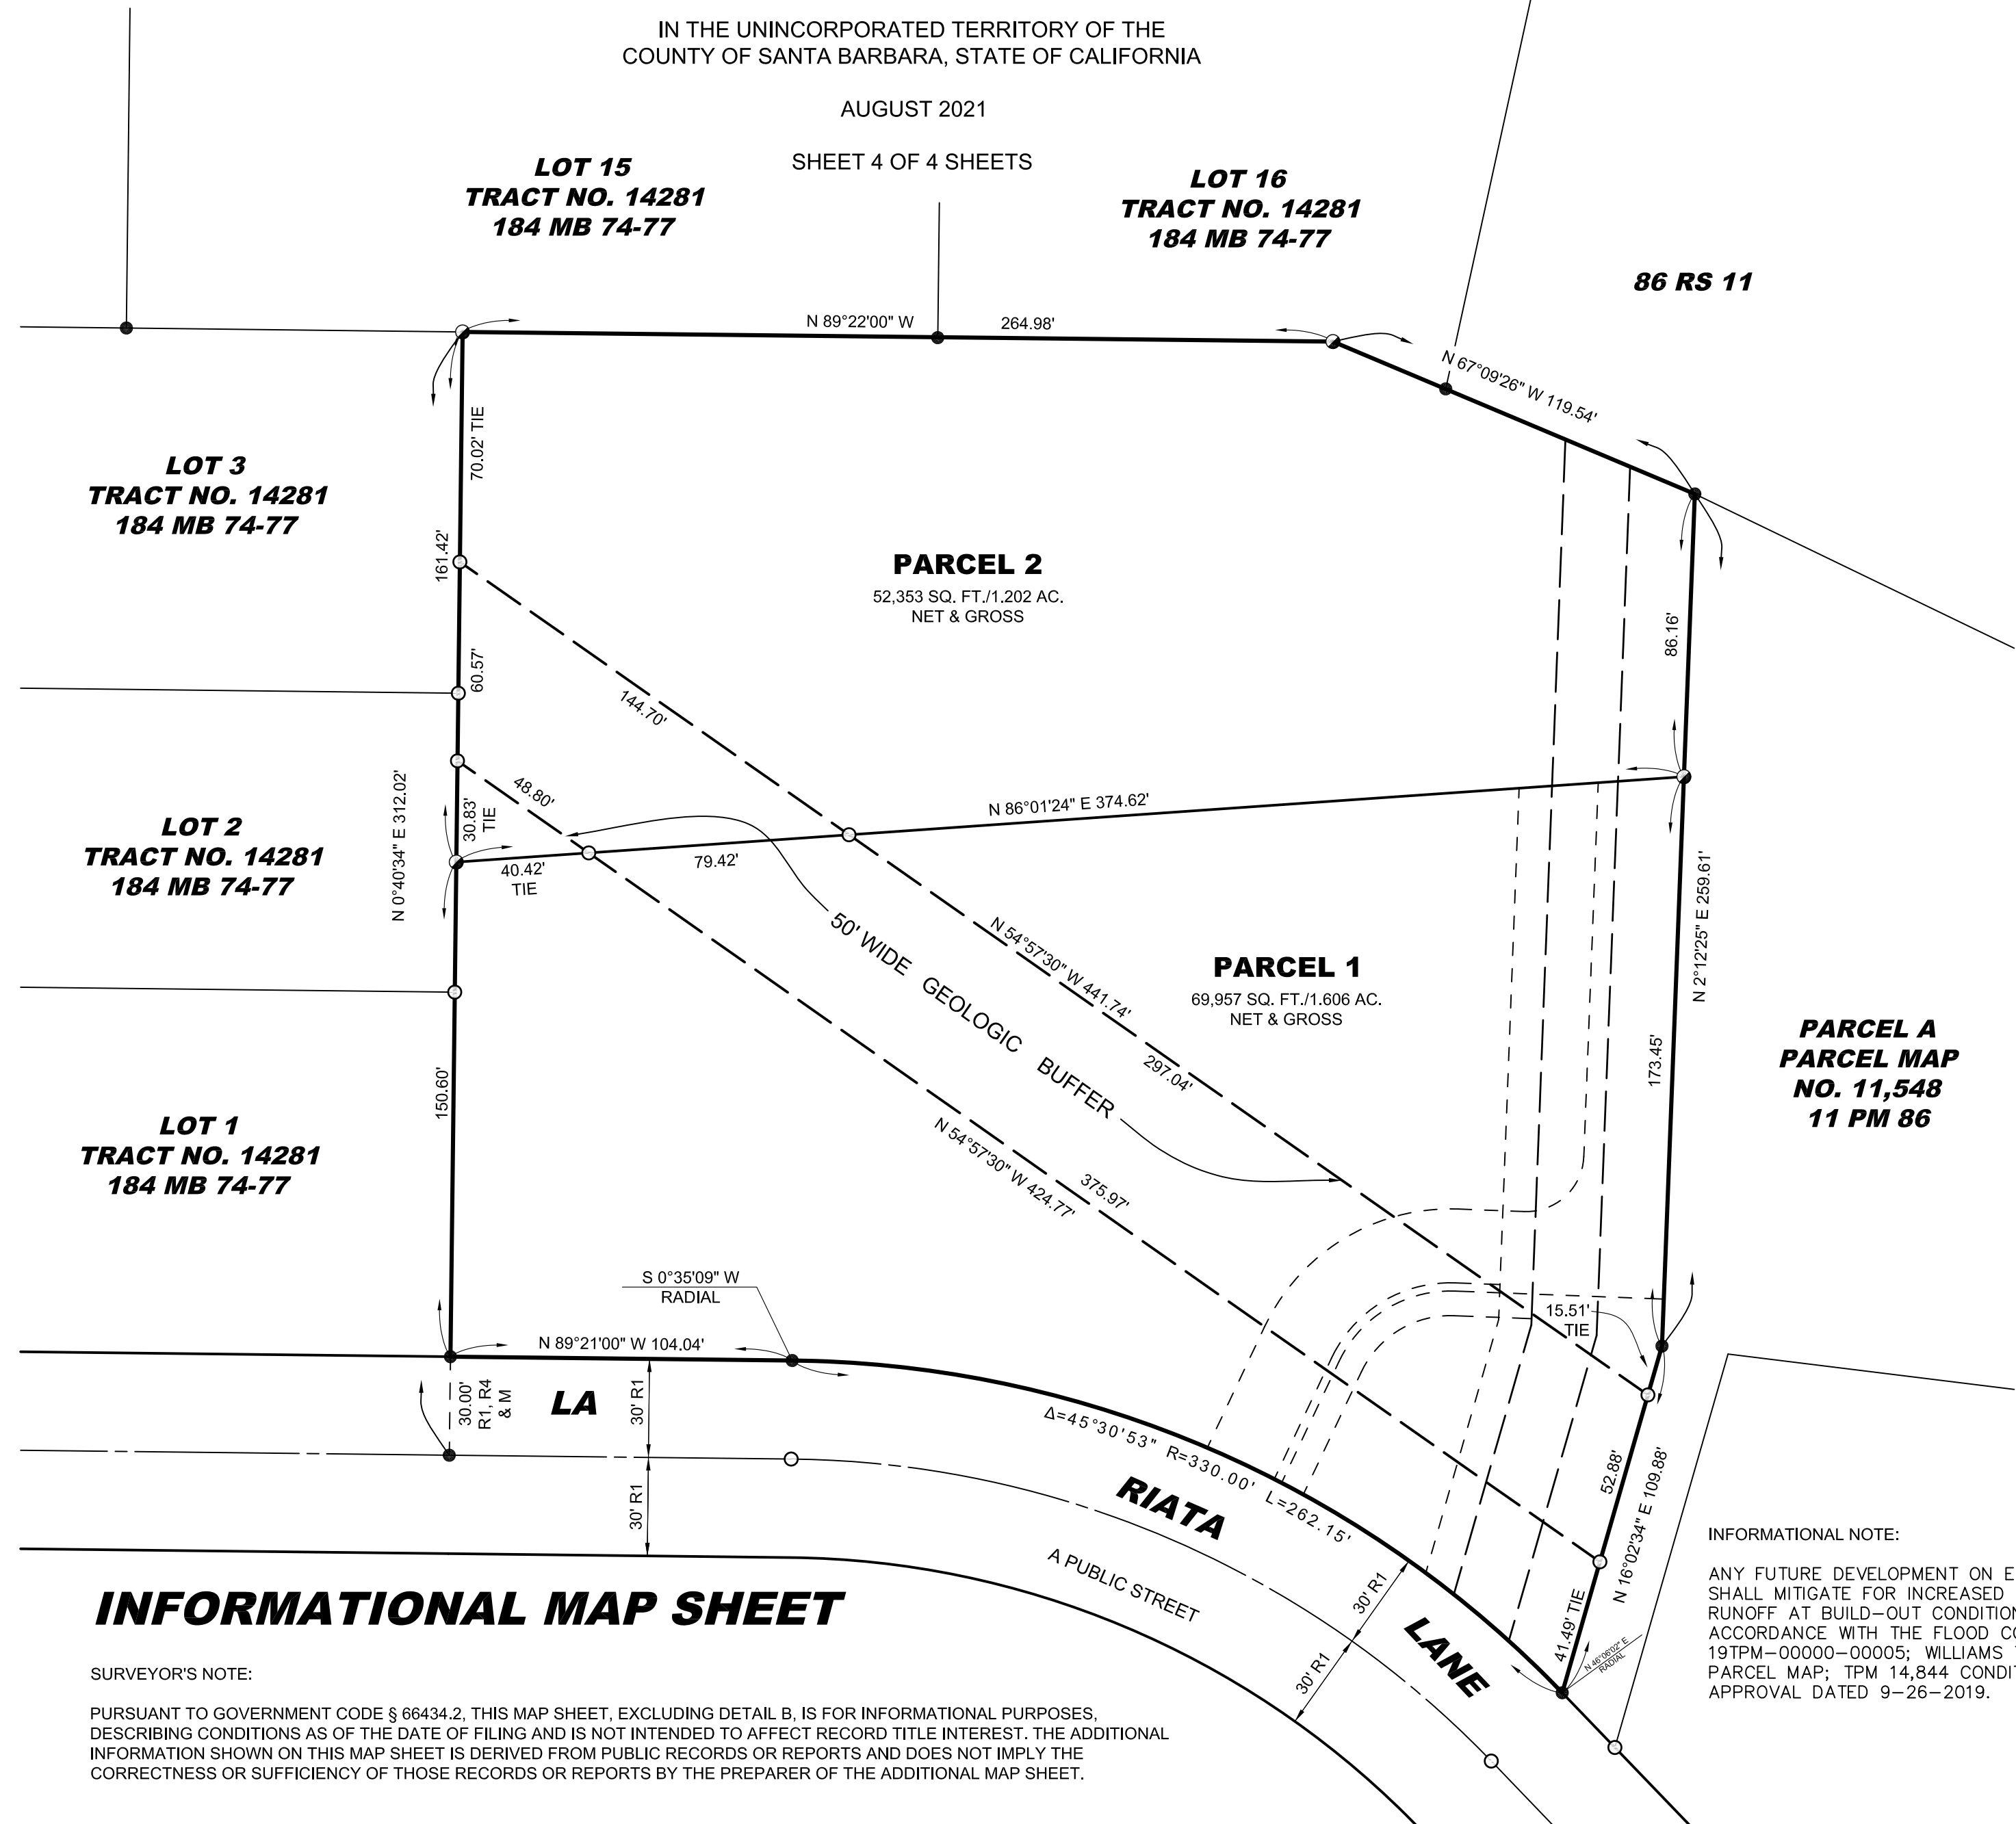 IN THE UNINCORPORATED TERRITORY OF THE
COUNTY OF SANTA BARBARA, STATE OF CALIFORNIA
AUGUST 2021
SHEET 4 OF 4 SHEETS
LOT 15
TRACT NO. 14281
184 MB 74-77
LOT 16
TRACT NO. 14281
184 MB 74-77
86 RS 11
N 89°22'00" W 264.98'
N 67°09'26" W 119.54'
70.02' TIE
LOT 3
TRACT NO. 14281
184 MB 74-77
161.42'
PARCEL 2
52,353 SQ. FT./1.202 AC.
NET & GROSS
86.16'
60.57'
144.70'
48.80'
N 86°01'24" E 374.62'
LOT 2
TRACT NO. 14281
184 MB 74-77
N 0°40'34" E 312.02'
30.83'
TIE
40.42'
TIE
79.42'
50' WIDE GEOLOGIC BUFFER
N 54°57'30" W 441.74'
297.04'
PARCEL 1
69,957 SQ. FT./1.606 AC.
NET & GROSS
N 2°12'25" E 259.61'
173.45'
PARCEL A
PARCEL MAP
NO. 11,548
11 PM 86
150.60'
LOT 1
TRACT NO. 14281
184 MB 74-77
N 54°57'30" W 424.77'
375.97'
S 0°35'09" W
RADIAL
15.51'
TIE
N 89°21'00" W 104.04'
30.00'
R1, R4
& M
LA
30' R1
30' R1
Δ=45°30'53" R=330.00' L=262.15'
RIATA
A PUBLIC STREET
30' R1
30' R1
LANE
52.88'
N 16°02'34" E 109.88'
41.49' TIE
N 46°06'02" E
RADIAL
INFORMATIONAL NOTE:
ANY FUTURE DEVELOPMENT ON E
SHALL MITIGATE FOR INCREASED
RUNOFF AT BUILD-OUT CONDITION
ACCORDANCE WITH THE FLOOD CO
19TPM-00000-00005; WILLIAMS
PARCEL MAP; TPM 14,844 CONDIT
APPROVAL DATED 9-26-2019.
INFORMATIONAL MAP SHEET
SURVEYOR'S NOTE:
PURSUANT TO GOVERNMENT CODE § 66434.2, THIS MAP SHEET, EXCLUDING DETAIL B, IS FOR INFORMATIONAL PURPOSES,
DESCRIBING CONDITIONS AS OF THE DATE OF FILING AND IS NOT INTENDED TO AFFECT RECORD TITLE INTEREST. THE ADDITIONAL
INFORMATION SHOWN ON THIS MAP SHEET IS DERIVED FROM PUBLIC RECORDS OR REPORTS AND DOES NOT IMPLY THE
CORRECTNESS OR SUFFICIENCY OF THOSE RECORDS OR REPORTS BY THE PREPARER OF THE ADDITIONAL MAP SHEET.